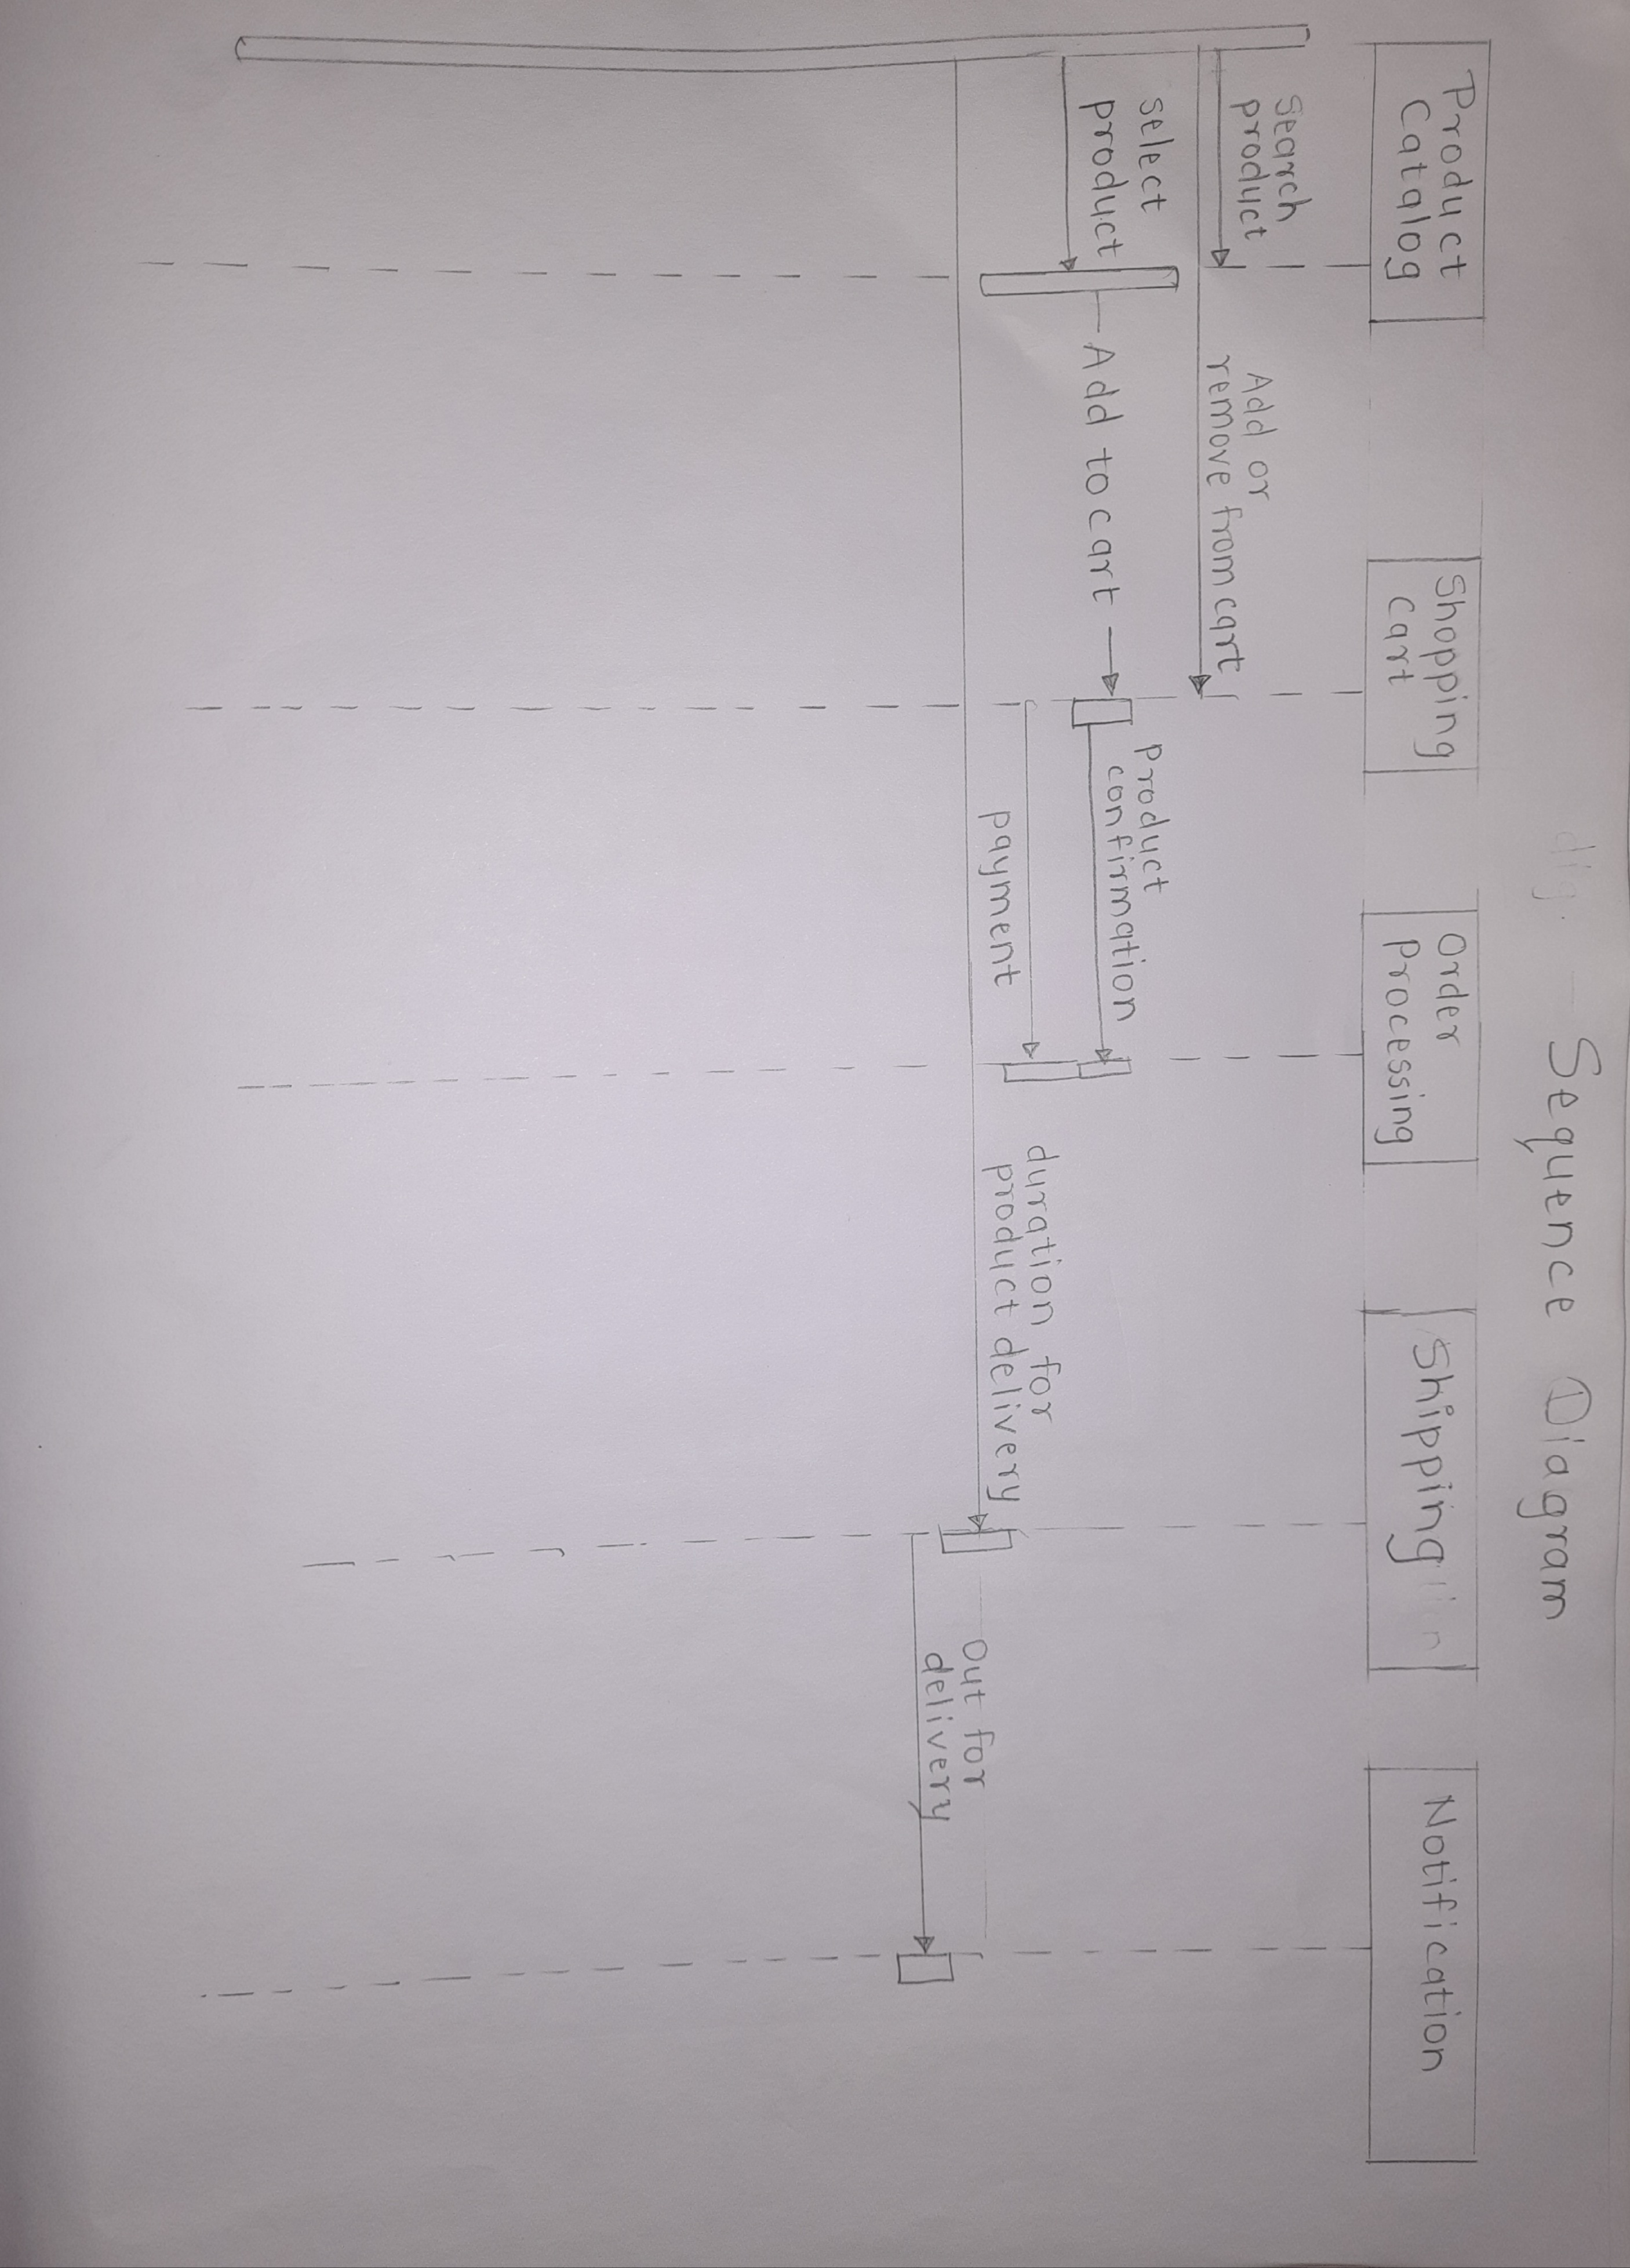 Sequence Diagram
Product
Catalog
Shopping
Cart
Order
Processing
Shipping
Notification
Search
product
Add or
remove from cart
select
product
Add to cart
Product
confirmation
payment
duration for
product delivery
Out for
delivery